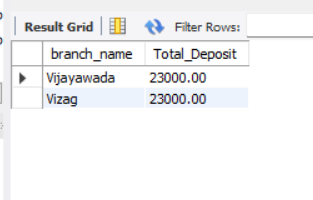 Result Grid Filter Rows:
branch_name Total_Deposit
Vijayawada 23000.00
Vizag 23000.00